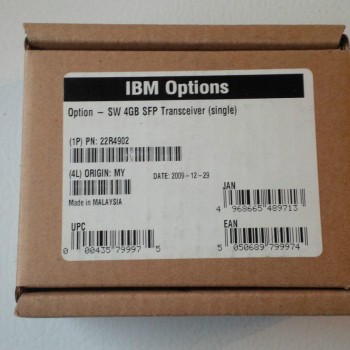 IBM Options
Option - SW 4GB SFP Transceiver (single)
(1P) PN: 22R4902
(4L) ORIGIN: MY
DATE: 2009-12-29
Made in MALAYSIA
JAN
4 968665 489713
UPC
0 00435 79997 5
EAN
5 050689 799974